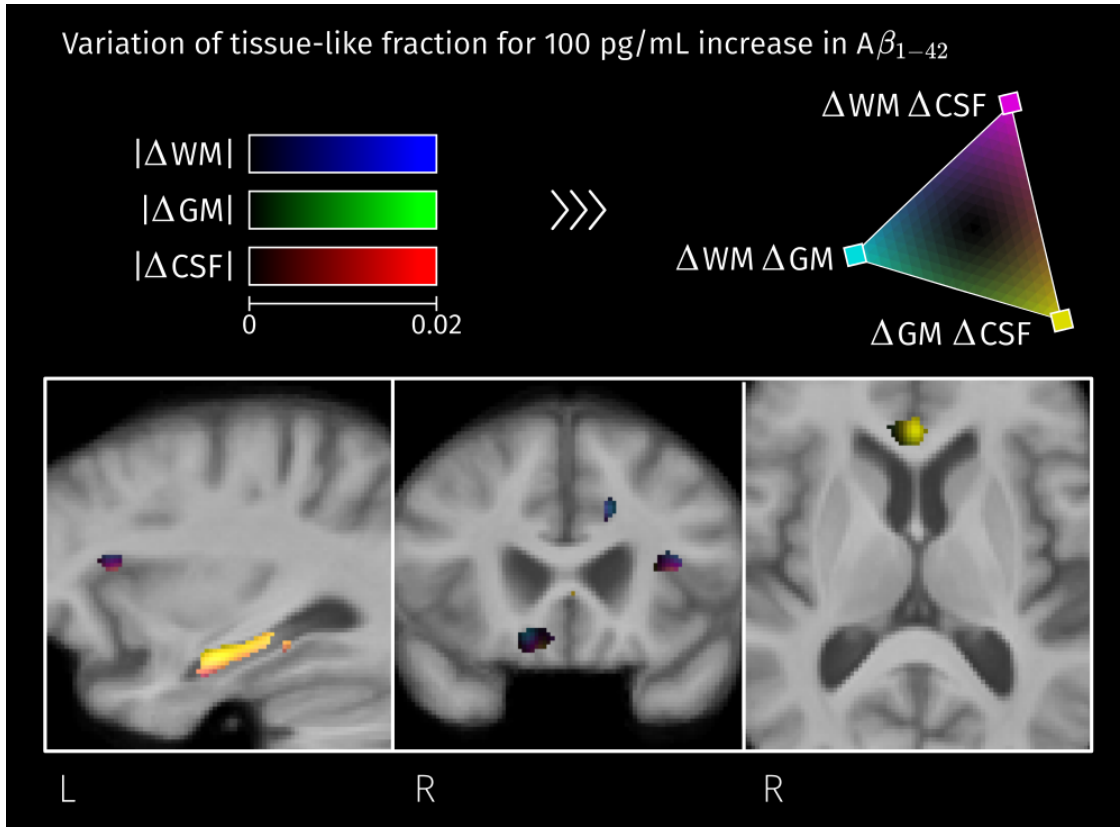 Variation of tissue-like fraction for 100 pg/mL increase in Aβ₁₋₄₂
|ΔWM|
|ΔGM|
|ΔCSF|
0 0.02
ΔWM ΔCSF
ΔWM ΔGM
ΔGM ΔCSF
L R R